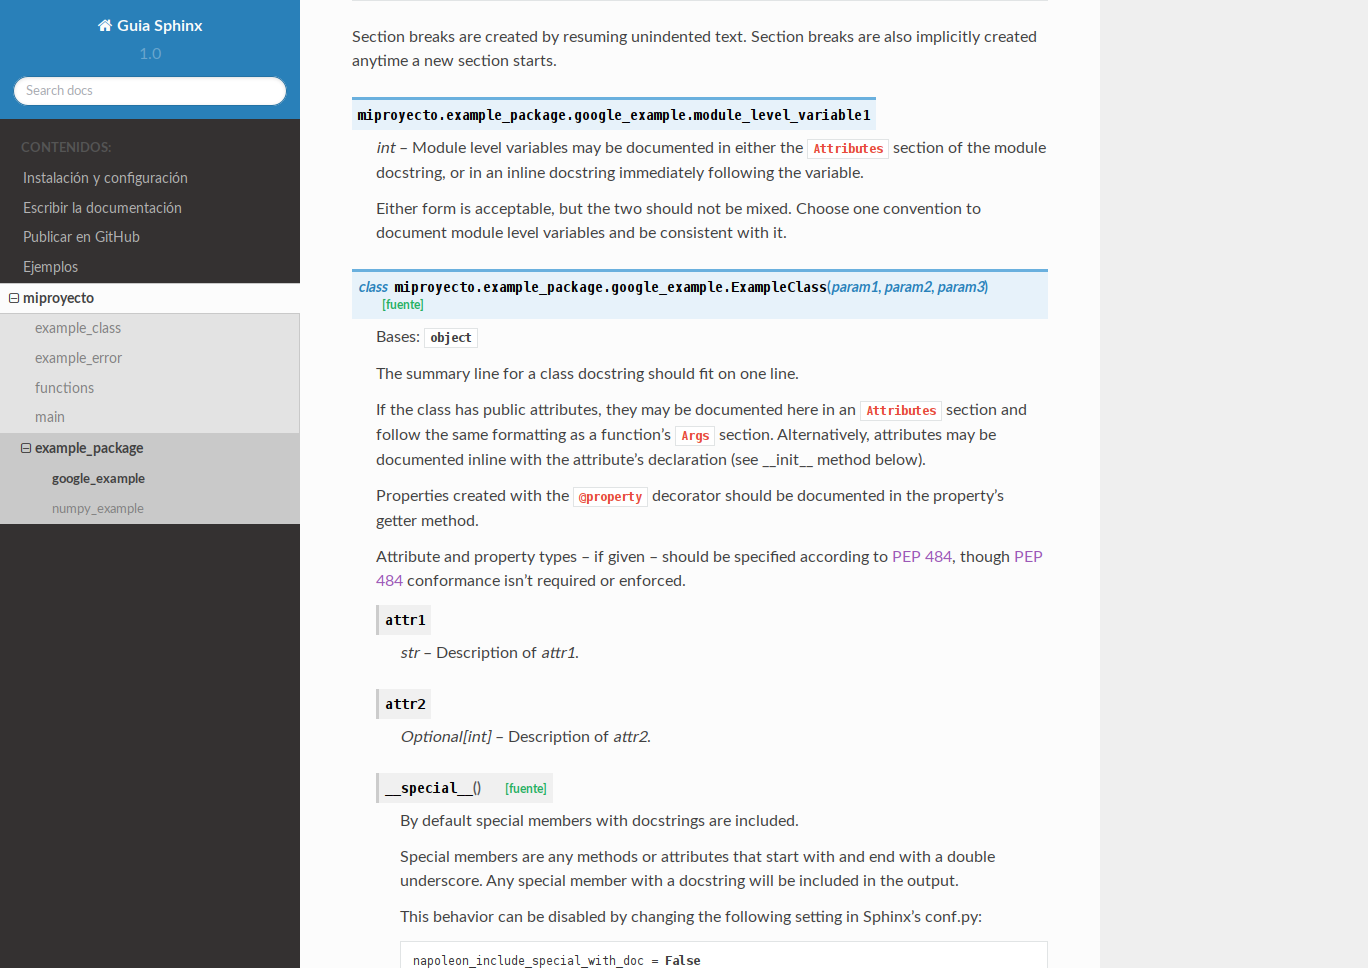 Guia Sphinx
1.0
Search docs
CONTENIDOS:
Instalación y configuración
Escribir la documentación
Publicar en GitHub
Ejemplos
miproyecto
example_class
example_error
functions
main
example_package
google_example
numpy_example
Section breaks are created by resuming unindented text. Section breaks are also implicitly created
anytime a new section starts.
miproyecto.example_package.google_example.module_level_variable1
int – Module level variables may be documented in either the Attributes section of the module
docstring, or in an inline docstring immediately following the variable.
Either form is acceptable, but the two should not be mixed. Choose one convention to
document module level variables and be consistent with it.
class miproyecto.example_package.google_example.ExampleClass(param1, param2, param3)
[fuente]
Bases: object
The summary line for a class docstring should fit on one line.
If the class has public attributes, they may be documented here in an Attributes section and
follow the same formatting as a function’s Args section. Alternatively, attributes may be
documented inline with the attribute’s declaration (see __init__ method below).
Properties created with the @property decorator should be documented in the property’s
getter method.
Attribute and property types – if given – should be specified according to PEP 484, though PEP
484 conformance isn’t required or enforced.
attr1
str – Description of attr1.
attr2
Optional[int] – Description of attr2.
__special__() [fuente]
By default special members with docstrings are included.
Special members are any methods or attributes that start with and end with a double
underscore. Any special member with a docstring will be included in the output.
This behavior can be disabled by changing the following setting in Sphinx’s conf.py:
napoleon_include_special_with_doc = False